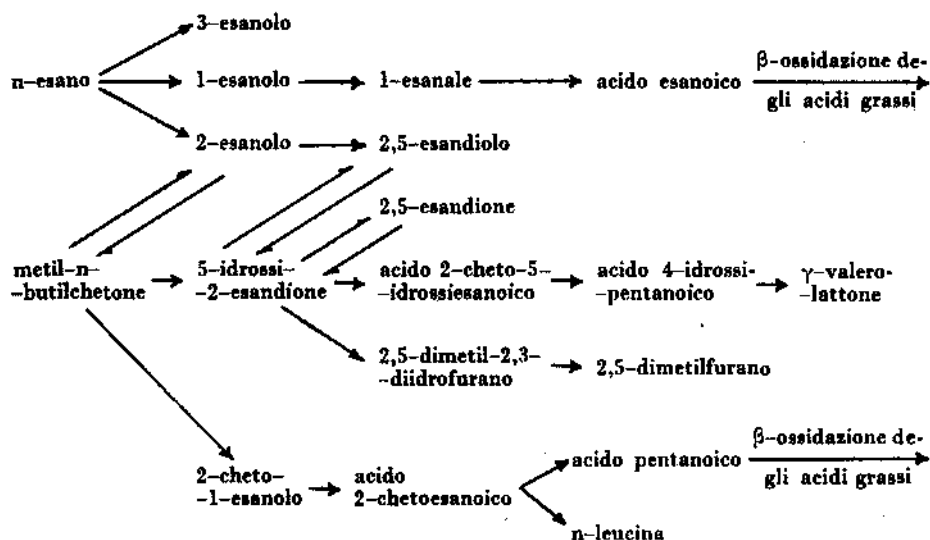 3-esanolo
n-esano
1-esanolo
1-esanale
acido esanoico
β-ossidazione de-
gli acidi grassi
2-esanolo
2,5-esandiolo
2,5-esandione
metil-n-
-butilchetone
5-idrossi-
-2-esandione
acido 2-cheto-5-
-idrossiesanoico
acido 4-idrossi-
-pentanoico
γ-valero-
-lattone
2,5-dimetil-2,3-
-diidrofurano
2,5-dimetilfurano
2-cheto-
-1-esanolo
acido
2-chetoesanoico
acido pentanoico
β-ossidazione de-
gli acidi grassi
n-leucina